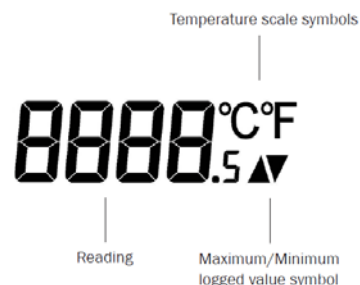 Temperature scale symbols
8888.5 °C°F
Reading
Maximum/Minimum
logged value symbol